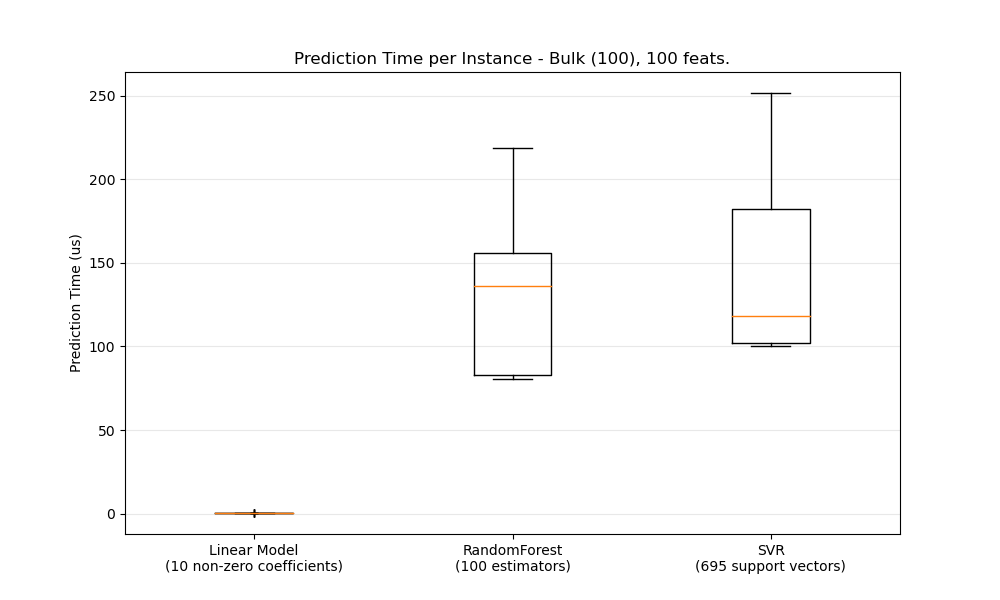 Prediction Time per Instance - Bulk (100), 100 feats.
Prediction Time (us)
250
200
150
100
50
0
Linear Model
(10 non-zero coefficients)
RandomForest
(100 estimators)
SVR
(695 support vectors)